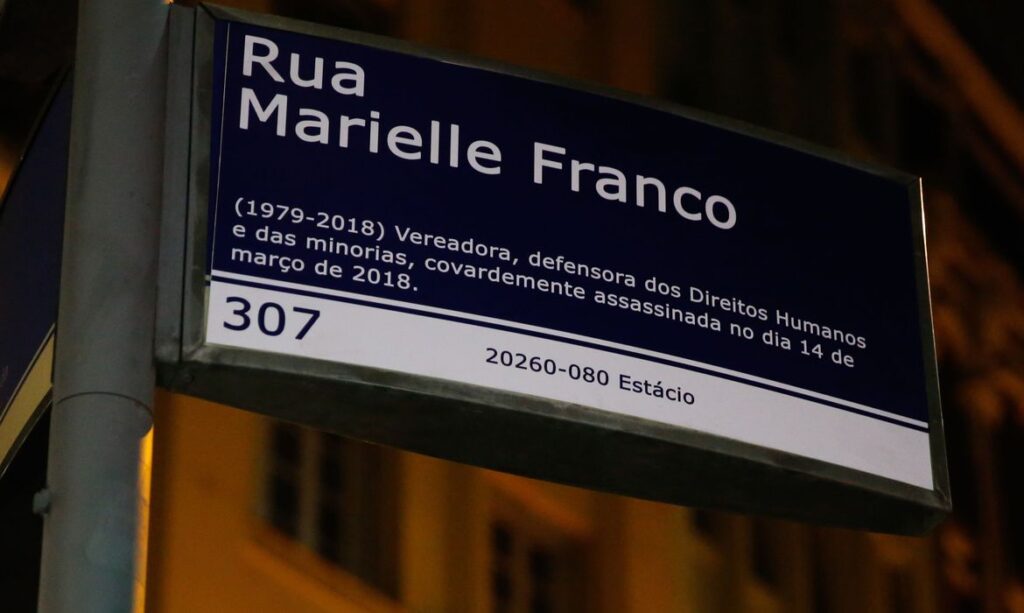 Rua
Marielle Franco
(1979-2018) Vereadora, defensora dos Direitos Humanos
e das minorias, covardemente assassinada no dia 14 de
março de 2018.
307
20260-080 Estácio